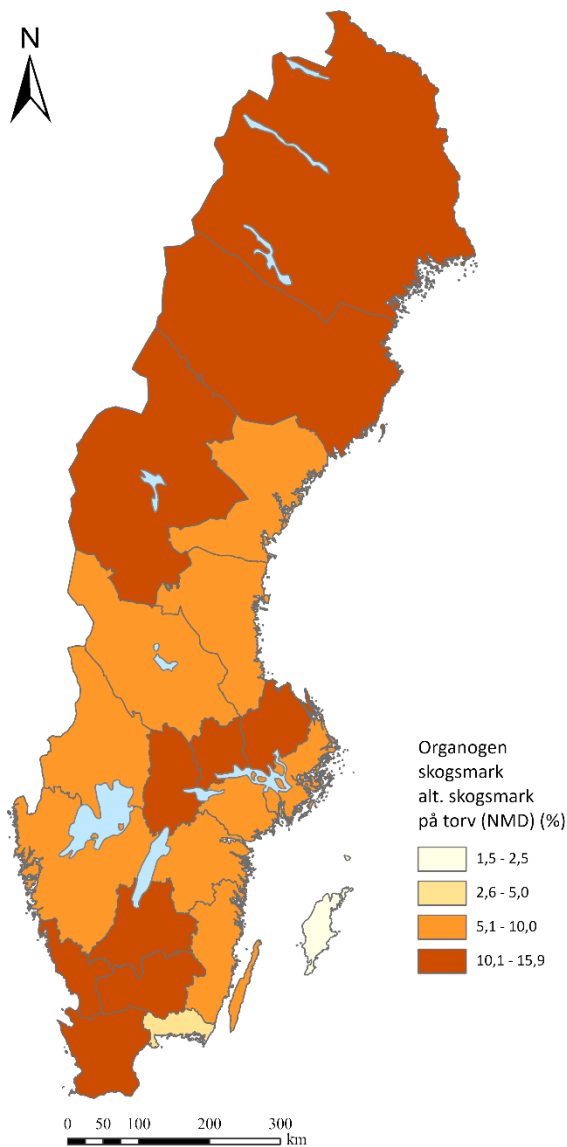 N
Organogen
skogsmark
alt. skogsmark
på torv (NMD) (%)
1,5 - 2,5
2,6 - 5,0
5,1 - 10,0
10,1 - 15,9
0 50 100 200 300
km